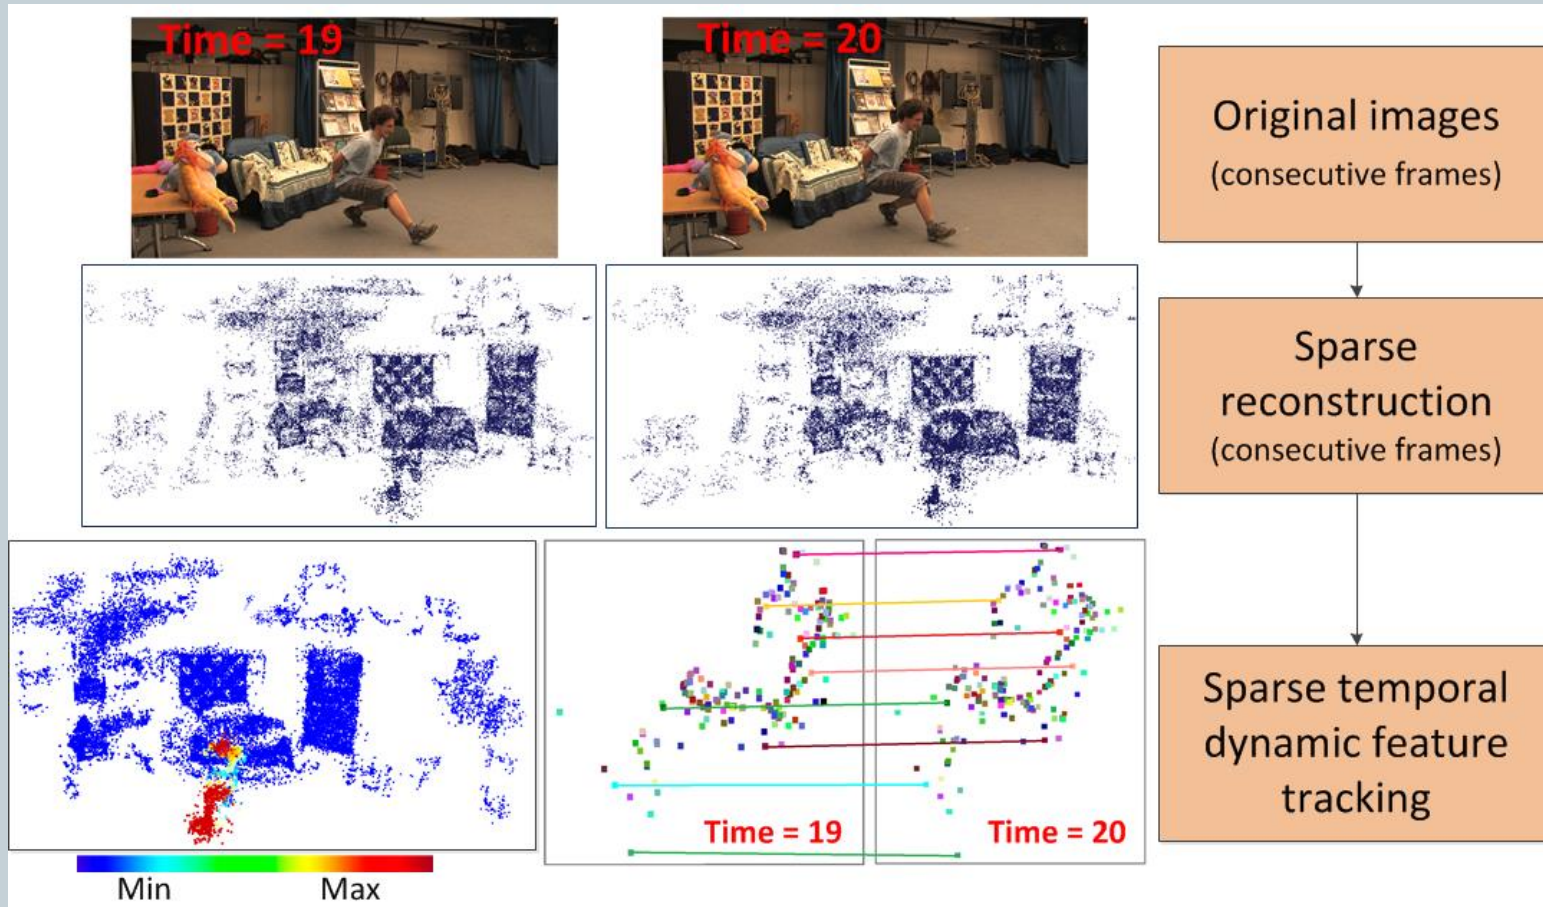 Time = 19
Time = 20
Original images
(consecutive frames)
Sparse
reconstruction
(consecutive frames)
Sparse temporal
dynamic feature
tracking
Time = 19
Time = 20
Min
Max